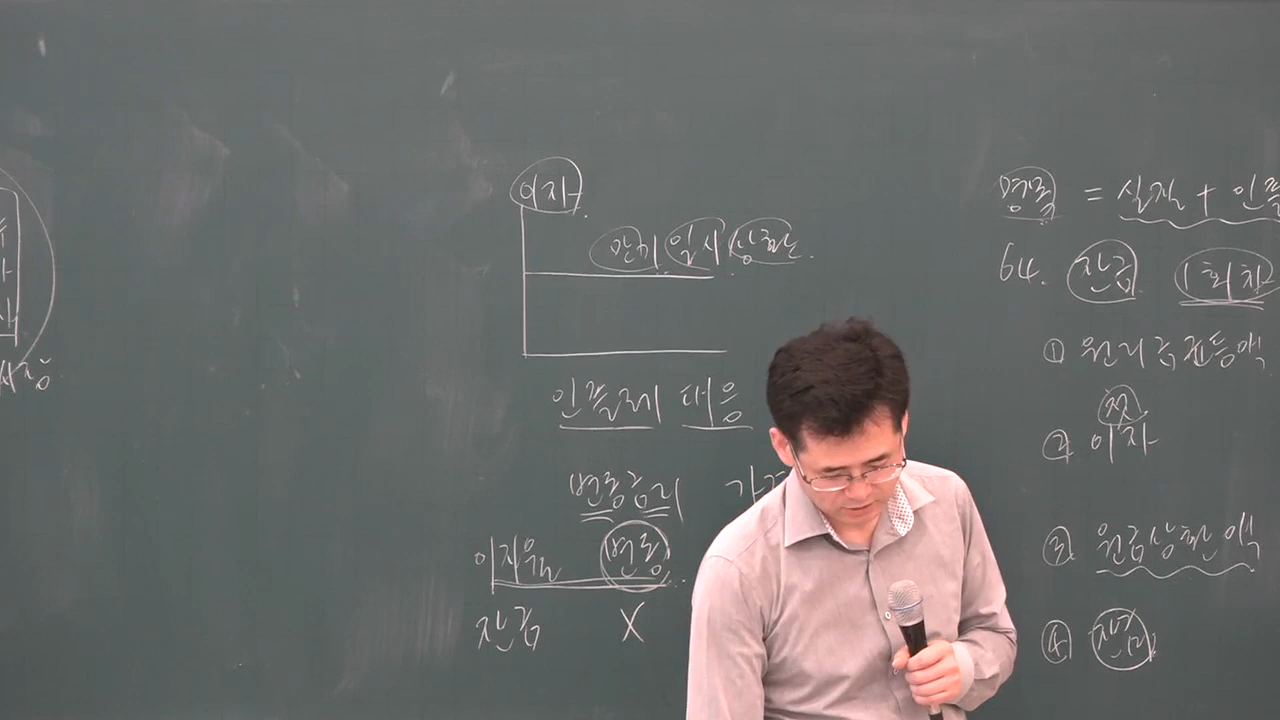 이자
만기 일시 상환
인플레 대응
변동금리
이자율 변동
잔금 X
명목 = 실질 + 인플
64. 잔금 1회차
① 원리금균등액
첫
② 이자
③ 원금상환액
④